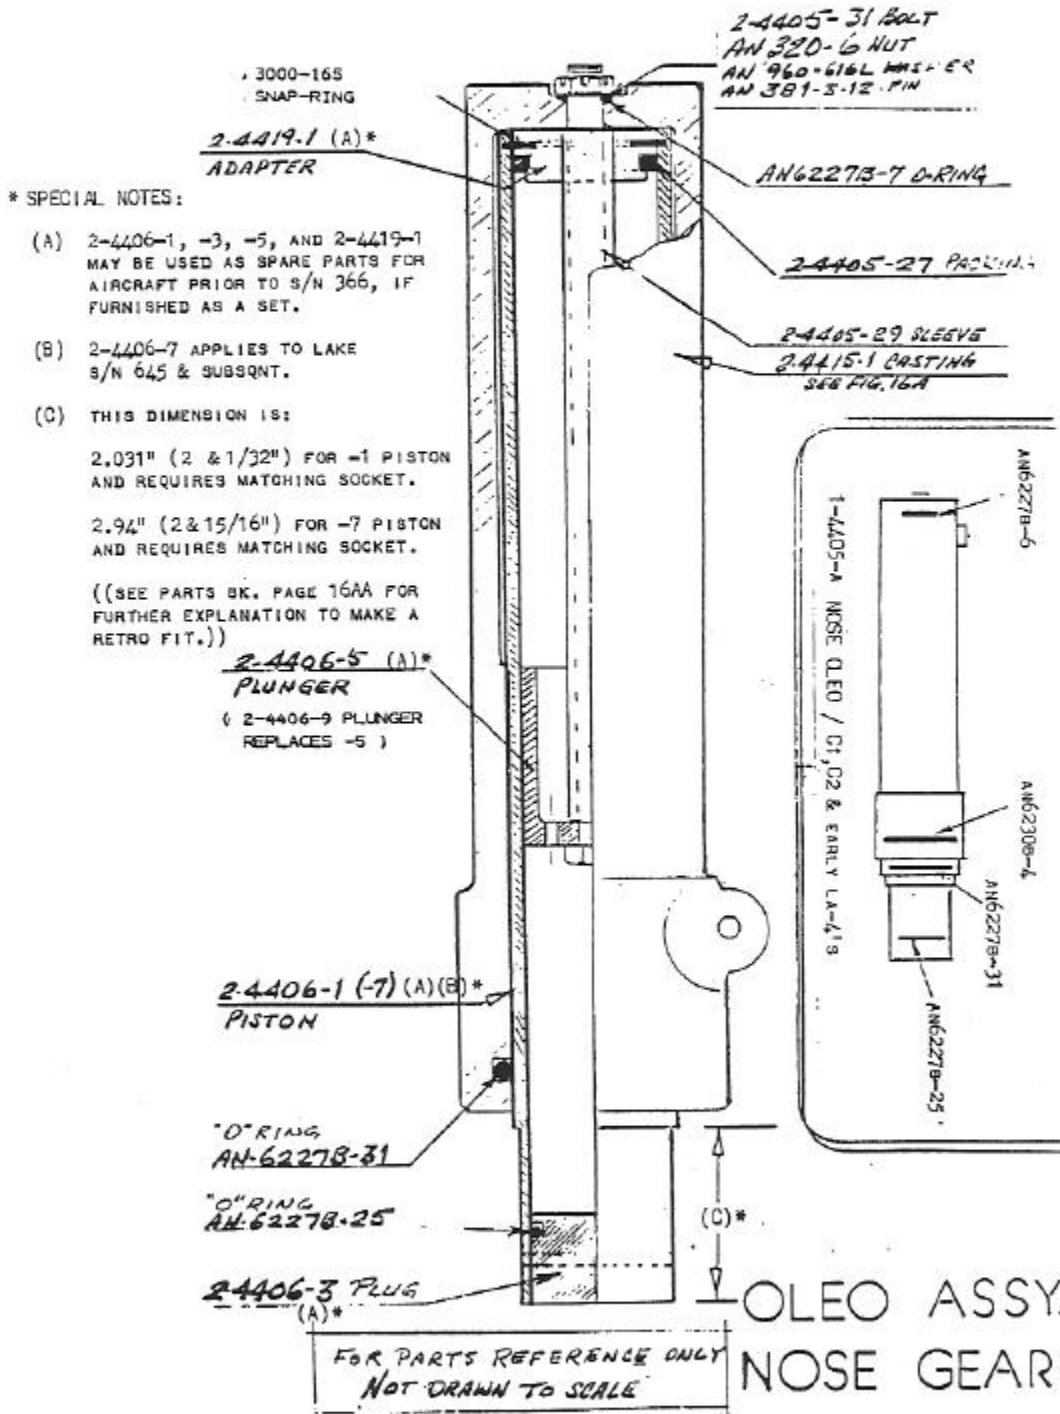 2-4405-31 BOLT
AN 320-6 NUT
AN 960-616L WASHER
AN 381-3-12 PIN
3000-165
SNAP-RING
2-4419-1 (A)*
ADAPTER
AN6227B-7 O-RING
* SPECIAL NOTES:
(A) 2-4406-1, -3, -5, AND 2-4419-1
MAY BE USED AS SPARE PARTS FOR
AIRCRAFT PRIOR TO S/N 366, IF
FURNISHED AS A SET.
2-4405-27 PACKING
(B) 2-4406-7 APPLIES TO LAKE
S/N 645 & SUBSQNT.
2-4405-29 SLEEVE
2-4415-1 CASTING
SEE FIG. 16A
(C) THIS DIMENSION IS:
2.031" (2 & 1/32") FOR -1 PISTON
AND REQUIRES MATCHING SOCKET.
2.94" (2 & 15/16") FOR -7 PISTON
AND REQUIRES MATCHING SOCKET.
((SEE PARTS BK. PAGE 16AA FOR
FURTHER EXPLANATION TO MAKE A
RETRO FIT.))
2-4406-5 (A)*
PLUNGER
( 2-4406-9 PLUNGER
REPLACES -5 )
2-4406-1 (-7) (A)(B)*
PISTON
"O" RING
AN-6227B-31
"O" RING
AN-6227B-25
2-4406-3 PLUG
(A)*
(C)*
AN6227B-6
1-4405-A NOSE OLEO / C1,C2 & EARLY LA-4's
AN6230B-4
AN6227B-31
AN6227B-25
OLEO ASSY.
NOSE GEAR
FOR PARTS REFERENCE ONLY
NOT DRAWN TO SCALE